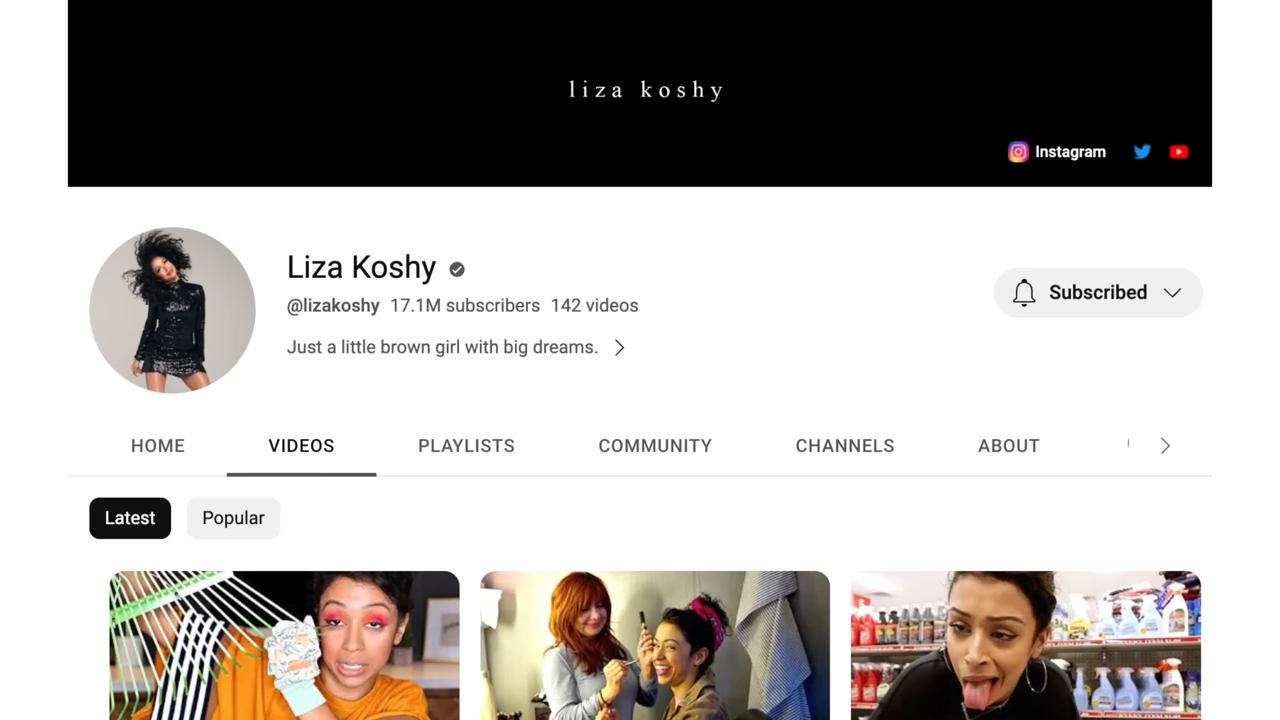 liza koshy
Instagram
Liza Koshy
@lizakoshy 17.1M subscribers 142 videos
Just a little brown girl with big dreams.
Subscribed
HOME VIDEOS PLAYLISTS COMMUNITY CHANNELS ABOUT
Latest Popular